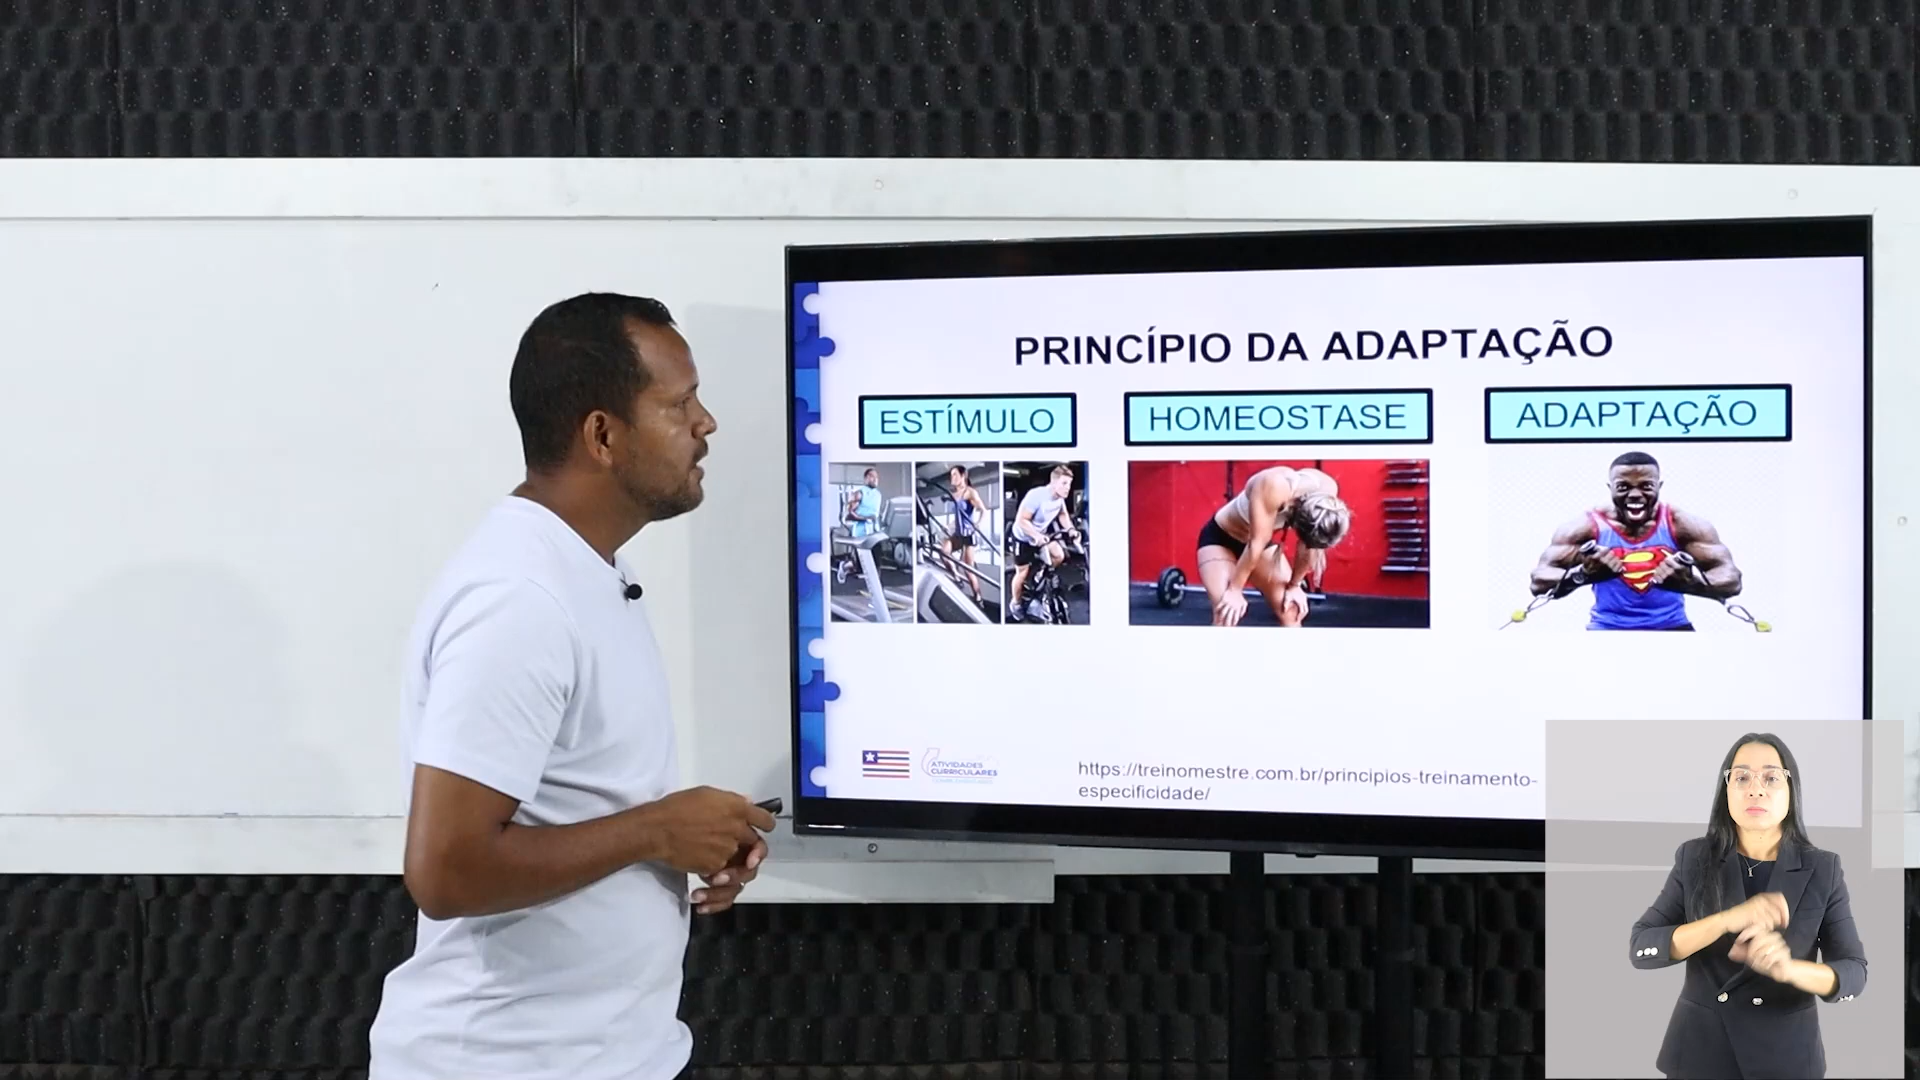 PRINCÍPIO DA ADAPTAÇÃO
ESTÍMULO
HOMEOSTASE
ADAPTAÇÃO
ATIVIDADES
CURRICULARES
https://treinomestre.com.br/principios-treinamento-
especificidade/